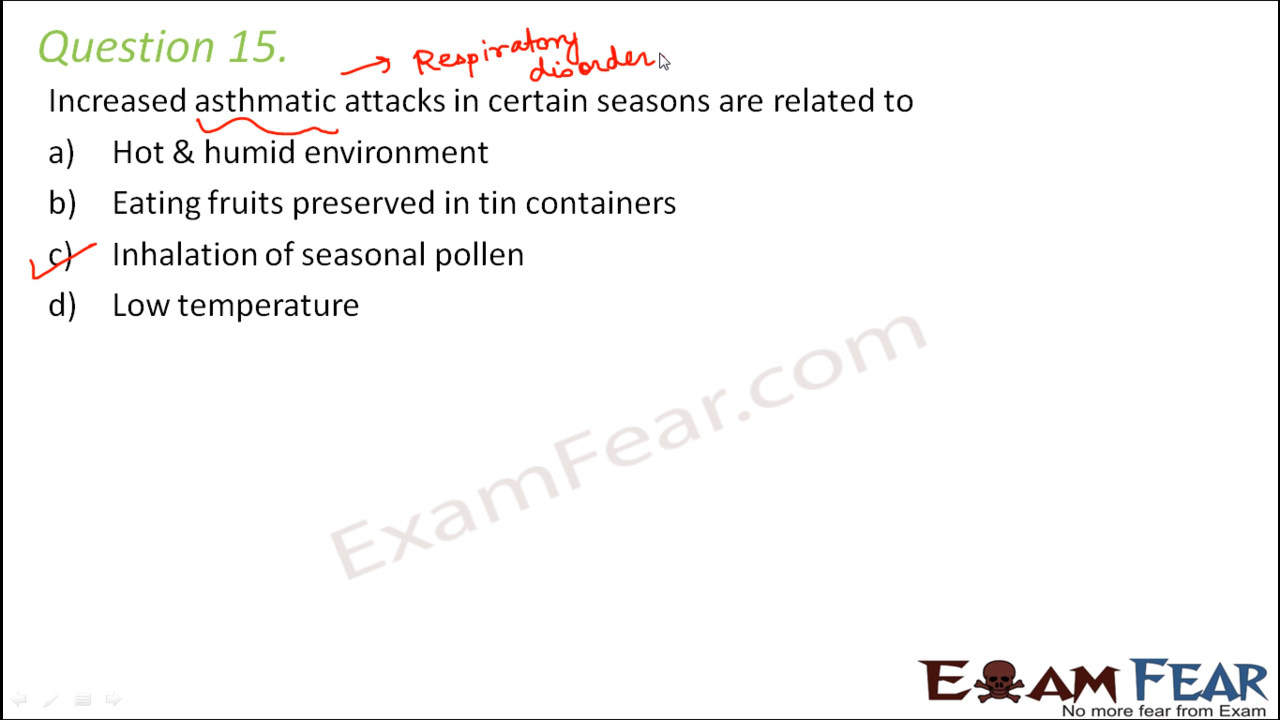 Question 15.
→ Respiratory
disorder
Increased asthmatic attacks in certain seasons are related to
a) Hot & humid environment
b) Eating fruits preserved in tin containers
c) Inhalation of seasonal pollen
d) Low temperature
ExamFear.com
EXAM FEAR
No more fear from Exam